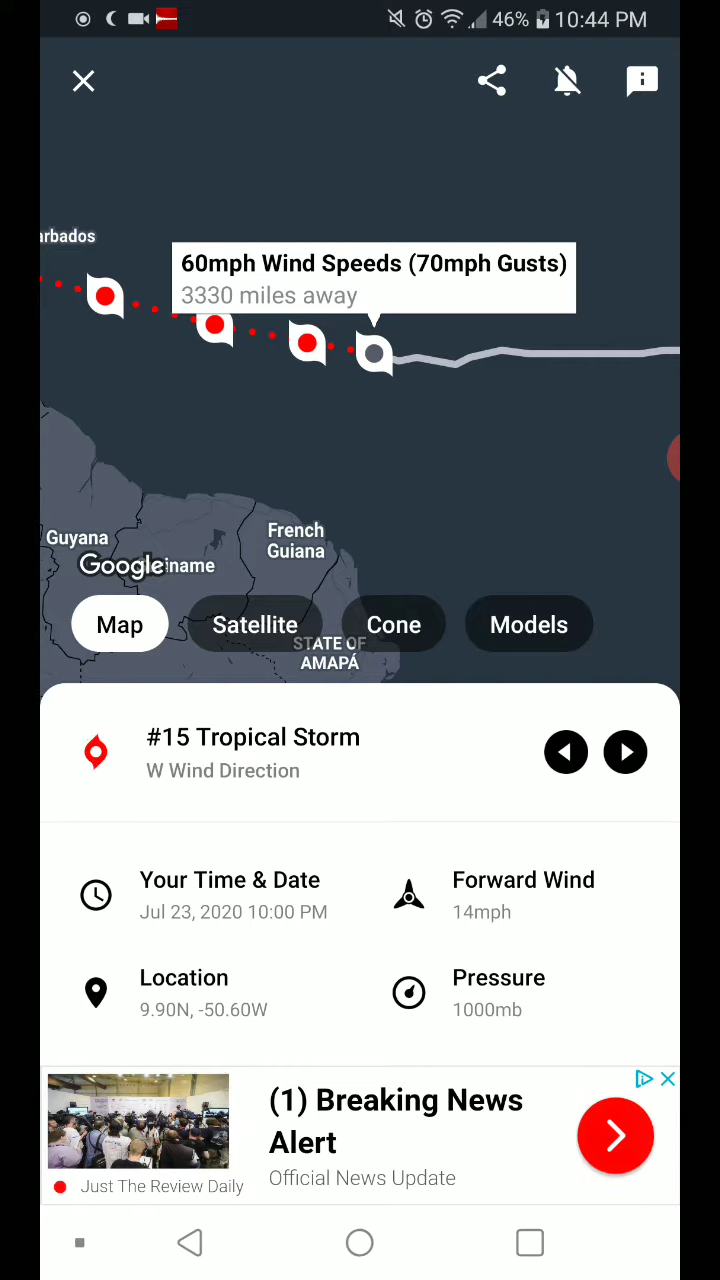 46% 10:44 PM
arbados
60mph Wind Speeds (70mph Gusts)
3330 miles away
Guyana
French
Guiana
Google
iname
Map
Satellite
Cone
Models
STATE OF
AMAPÁ
#15 Tropical Storm
W Wind Direction
Your Time & Date
Jul 23, 2020 10:00 PM
Forward Wind
14mph
Location
9.90N, -50.60W
Pressure
1000mb
(1) Breaking News
Alert
Official News Update
Just The Review Daily